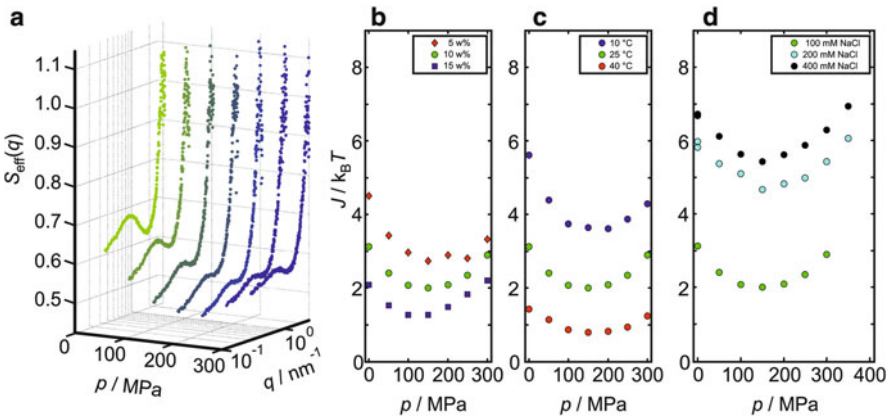 a
1.1
1.0
0.9
0.8
0.7
0.6
0.5
S_eff(q)
0
100
200
300
p / MPa
10^-1
10^0
q / nm^-1
b
5 w%
10 w%
15 w%
8
6
4
2
0
J / k_BT
0 100 200 300
p / MPa
c
10 °C
25 °C
40 °C
8
6
4
2
0
0 100 200 300
p / MPa
d
100 mM NaCl
200 mM NaCl
400 mM NaCl
8
6
4
2
0
0 100 200 300 400
p / MPa